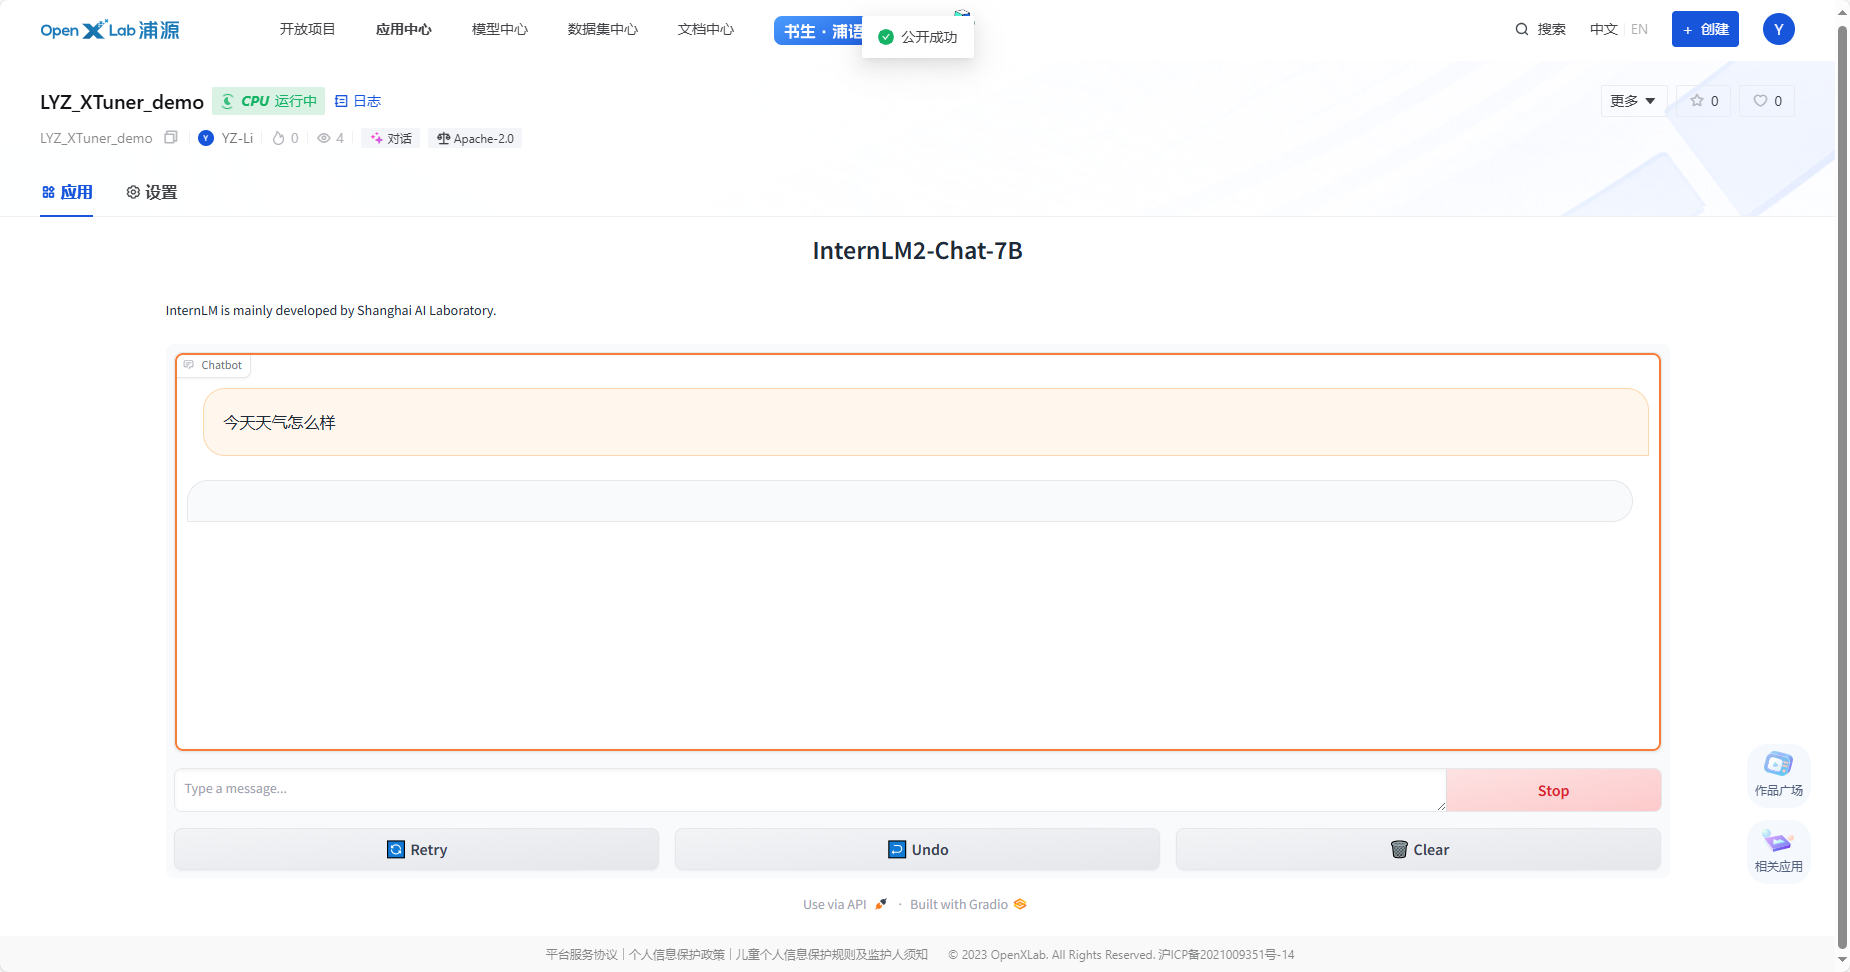 OpenXLab浦源 开放项目 应用中心 模型中心 数据集中心 文档中心 书生·浦语 公开成功 搜索 中文 EN + 创建 Y
LYZ_XTuner_demo CPU 运行中 日志 更多 0 0
LYZ_XTuner_demo Y YZ-Li 0 4 对话 Apache-2.0
应用 设置
InternLM2-Chat-7B
InternLM is mainly developed by Shanghai AI Laboratory.
Chatbot
今天天气怎么样
Type a message...
Stop
作品广场
Retry Undo Clear
相关应用
Use via API · Built with Gradio
平台服务协议 | 个人信息保护政策 | 儿童个人信息保护规则及监护人须知 © 2023 OpenXLab. All Rights Reserved. 沪ICP备2021009351号-14